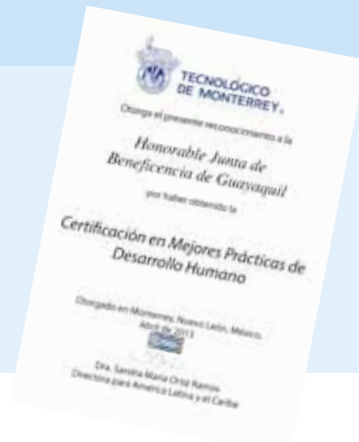 TECNOLÓGICO
DE MONTERREY.
Otorga el presente reconocimiento a la
Honorable Junta de
Beneficencia de Guayaquil
por haber obtenido la
Certificación en Mejores Prácticas de
Desarrollo Humano
Otorgado en Monterrey, Nuevo León, México.
Abril de 2013
Dra. Sandra María Ortiz Ramos
Directora para América Latina y el Caribe